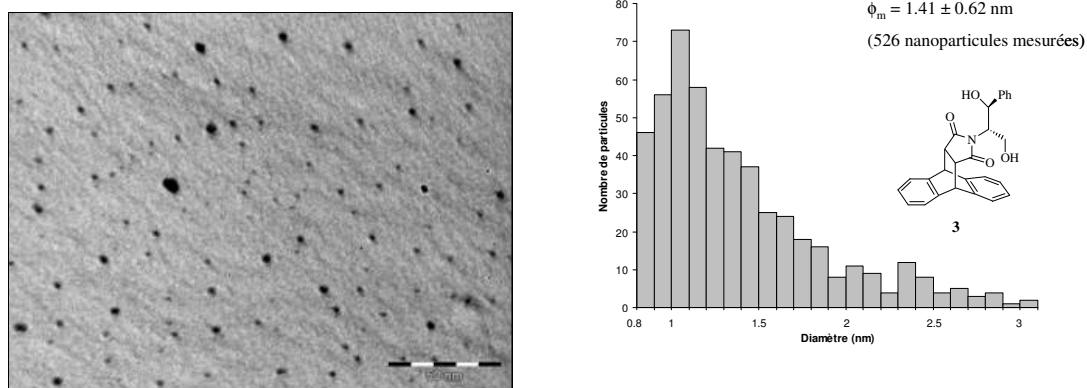 φm = 1.41 ± 0.62 nm
(526 nanoparticules mesurées)
80
70
60
50
40
30
20
10
0
Nombre de particules
0.8
1
1.5
2
2.5
3
Diamètre (nm)
HO
Ph
O
N
O
OH
3